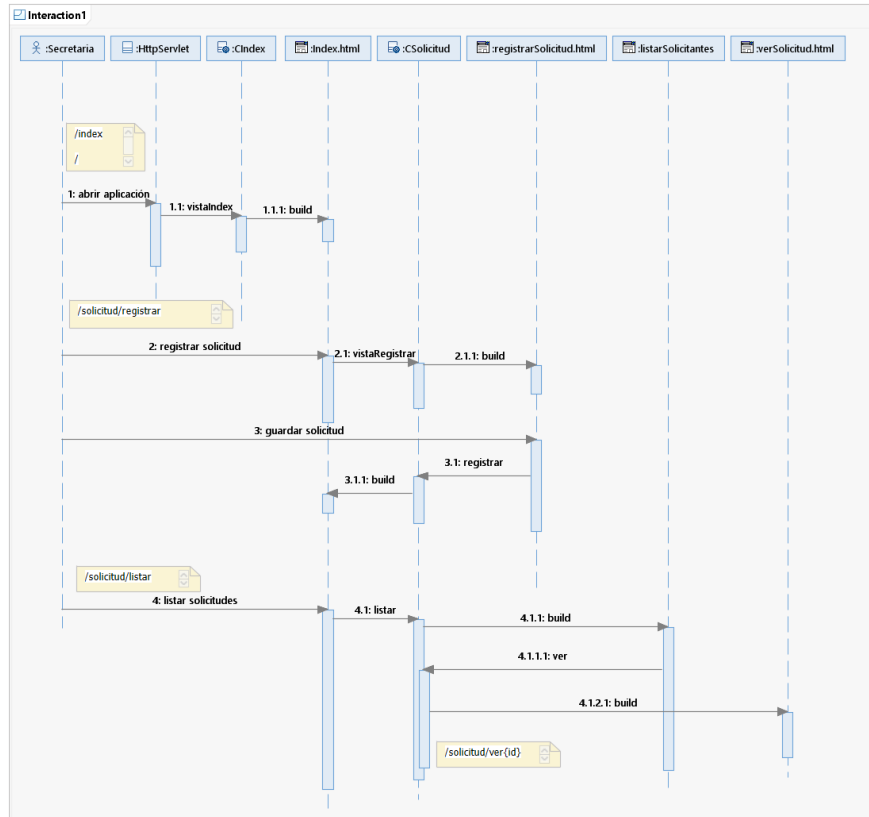 Interaction1
:Secretaria
:HttpServlet
:CIndex
:Index.html
:CSolicitud
:registrarSolicitud.html
:listarSolicitantes
:verSolicitud.html
/index
/
1: abrir aplicación
1.1: vistaIndex
1.1.1: build
/solicitud/registrar
2: registrar solicitud
2.1: vistaRegistrar
2.1.1: build
3: guardar solicitud
3.1: registrar
3.1.1: build
/solicitud/listar
4: listar solicitudes
4.1: listar
4.1.1: build
4.1.1.1: ver
4.1.2.1: build
/solicitud/ver{id}